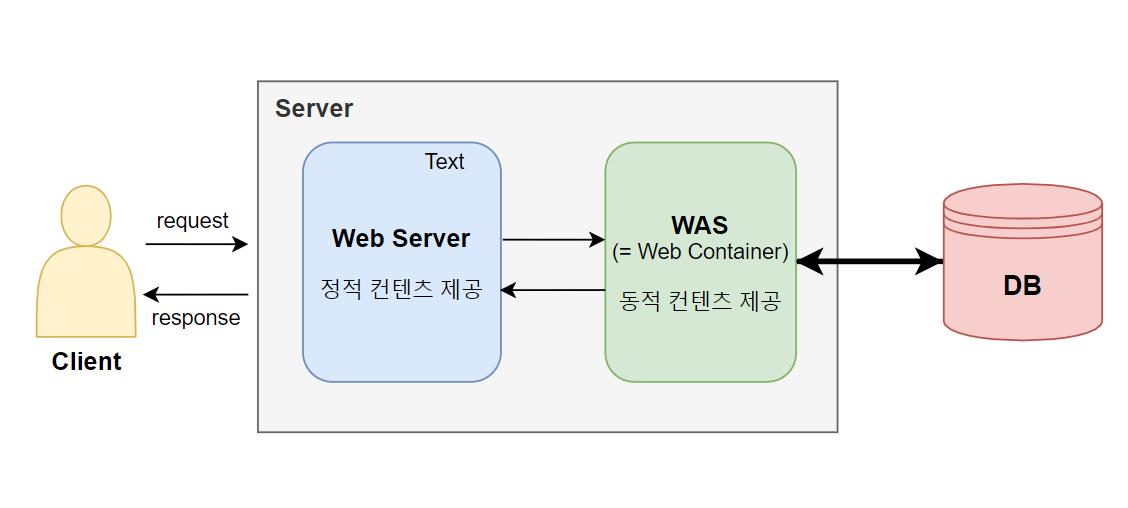 Server
Text
request
response
Client
Web Server
정적 컨텐츠 제공
WAS
(= Web Container)
동적 컨텐츠 제공
DB